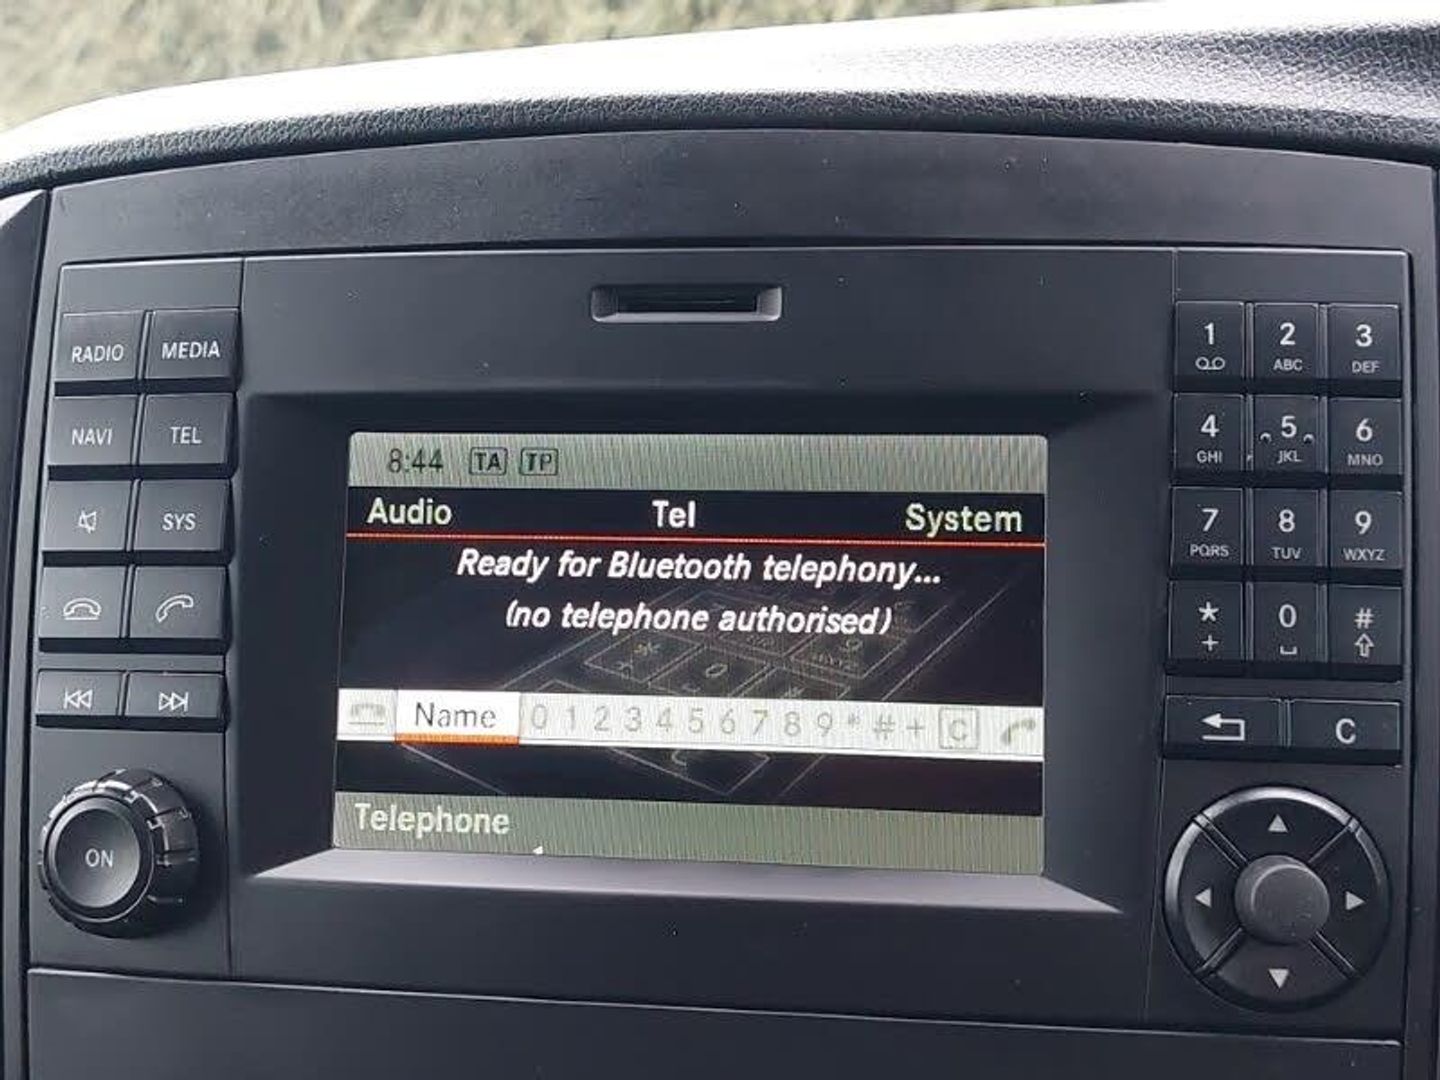 RADIO MEDIA
NAVI TEL
SYS
ON
8:44 TA TP
Audio Tel System
Ready for Bluetooth telephony...
(no telephone authorised)
Name 0 1 2 3 4 5 6 7 8 9 * # + C
Telephone
1 2 3
ABC DEF
4 5 6
GHI JKL MNO
7 8 9
PQRS TUV WXYZ
* 0 #
+
C